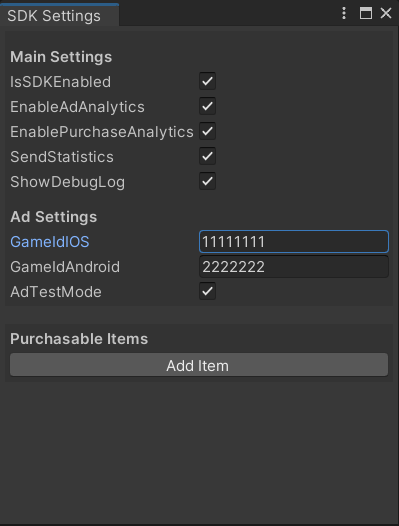 SDK Settings
Main Settings
IsSDKEnabled
EnableAdAnalytics
EnablePurchaseAnalytics
SendStatistics
ShowDebugLog
Ad Settings
GameIdIOS 11111111
GameIdAndroid 2222222
AdTestMode
Purchasable Items
Add Item